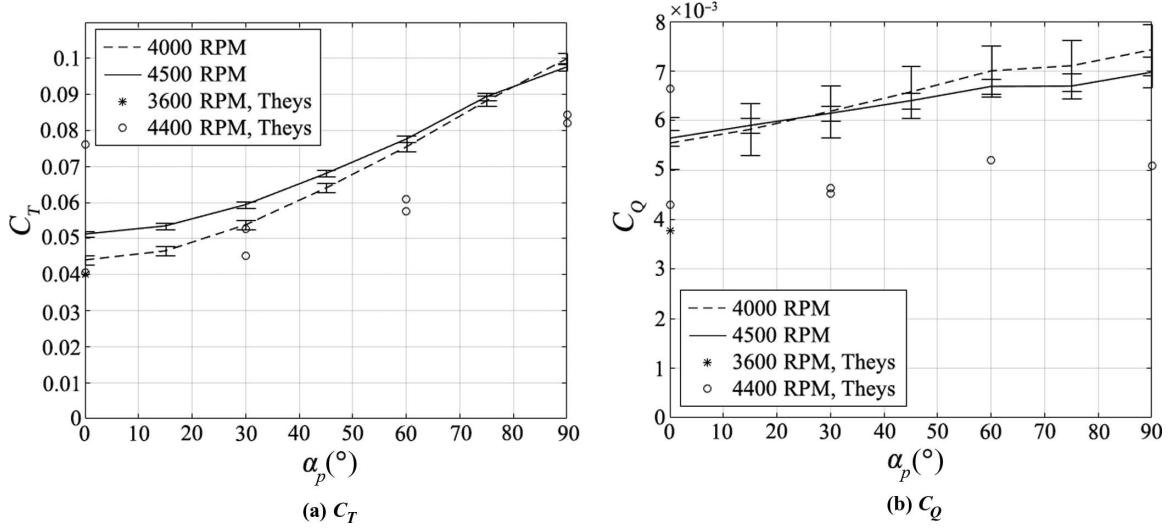 4000 RPM
4500 RPM
3600 RPM, Theys
4400 RPM, Theys
0.1
0.09
0.08
0.07
0.06
0.05
0.04
0.03
0.02
0.01
0
C_T
0 10 20 30 40 50 60 70 80 90
α_p(°)
(a) C_T
×10⁻³
8
7
6
5
4
3
2
1
0
C_Q
4000 RPM
4500 RPM
3600 RPM, Theys
4400 RPM, Theys
0 10 20 30 40 50 60 70 80 90
α_p(°)
(b) C_Q